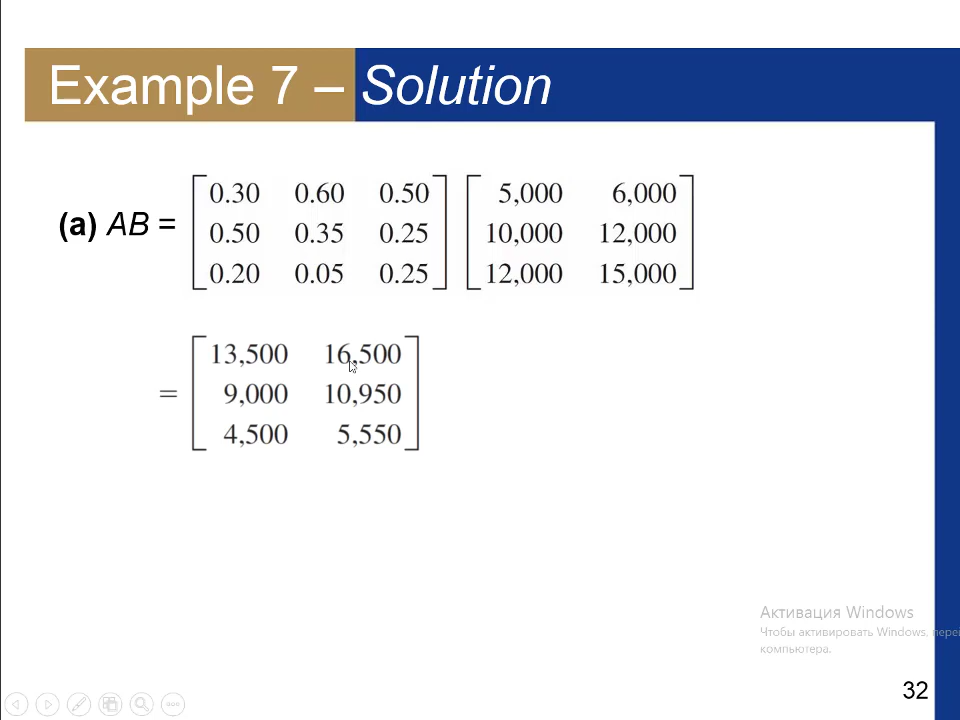 Example 7 – Solution
(a) AB = [0.30 0.60 0.50] [5,000 6,000]
[0.50 0.35 0.25] [10,000 12,000]
[0.20 0.05 0.25] [12,000 15,000]
= [13,500 16,500]
[9,000 10,950]
[4,500 5,550]
Активация Windows
Чтобы активировать Windows, пере
компьютера.
32